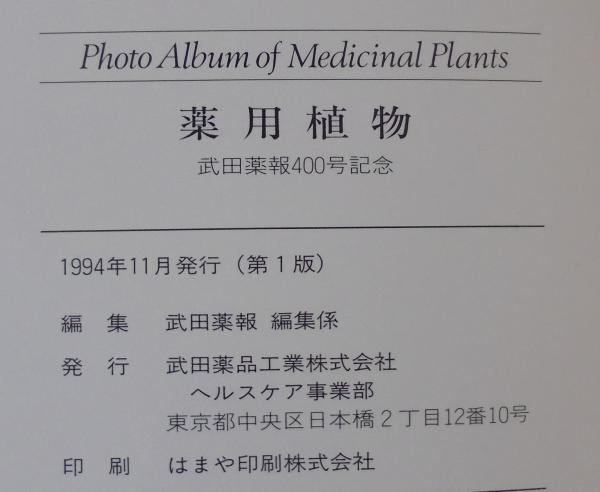 Photo Album of Medicinal Plants
薬用植物
武田薬報400号記念
1994年11月発行（第1版）
編 集 武田薬報 編集係
発 行 武田薬品工業株式会社
ヘルスケア事業部
東京都中央区日本橋2丁目12番10号
印 刷 はまや印刷株式会社